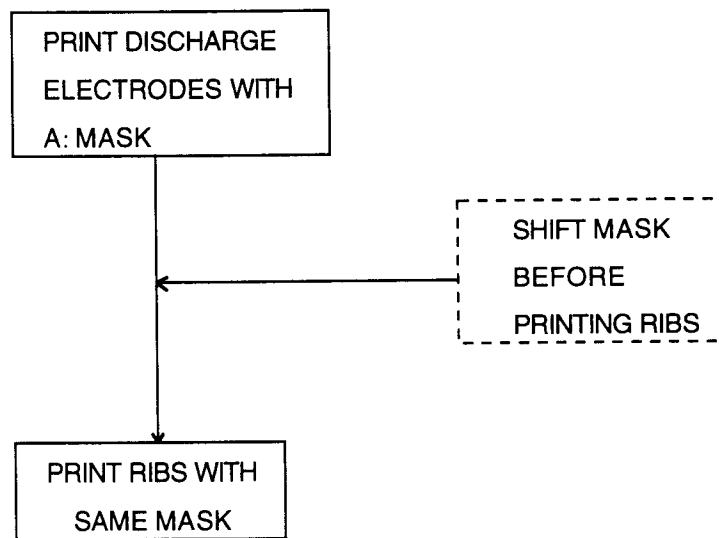 PRINT DISCHARGE
ELECTRODES WITH
A: MASK
SHIFT MASK
BEFORE
PRINTING RIBS
PRINT RIBS WITH
SAME MASK